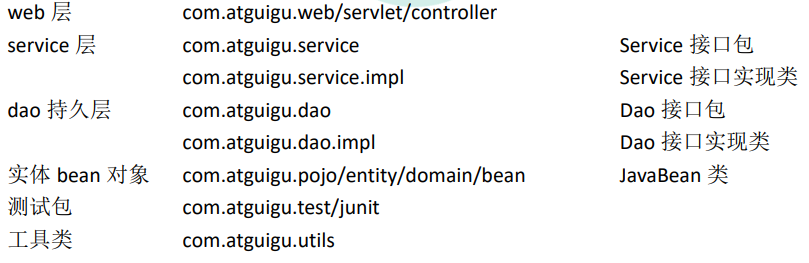 web 层 com.atguigu.web/servlet/controller
service 层 com.atguigu.service Service 接口包
com.atguigu.service.impl Service 接口实现类
dao 持久层 com.atguigu.dao Dao 接口包
com.atguigu.dao.impl Dao 接口实现类
实体 bean 对象 com.atguigu.pojo/entity/domain/bean JavaBean 类
测试包 com.atguigu.test/junit
工具类 com.atguigu.utils